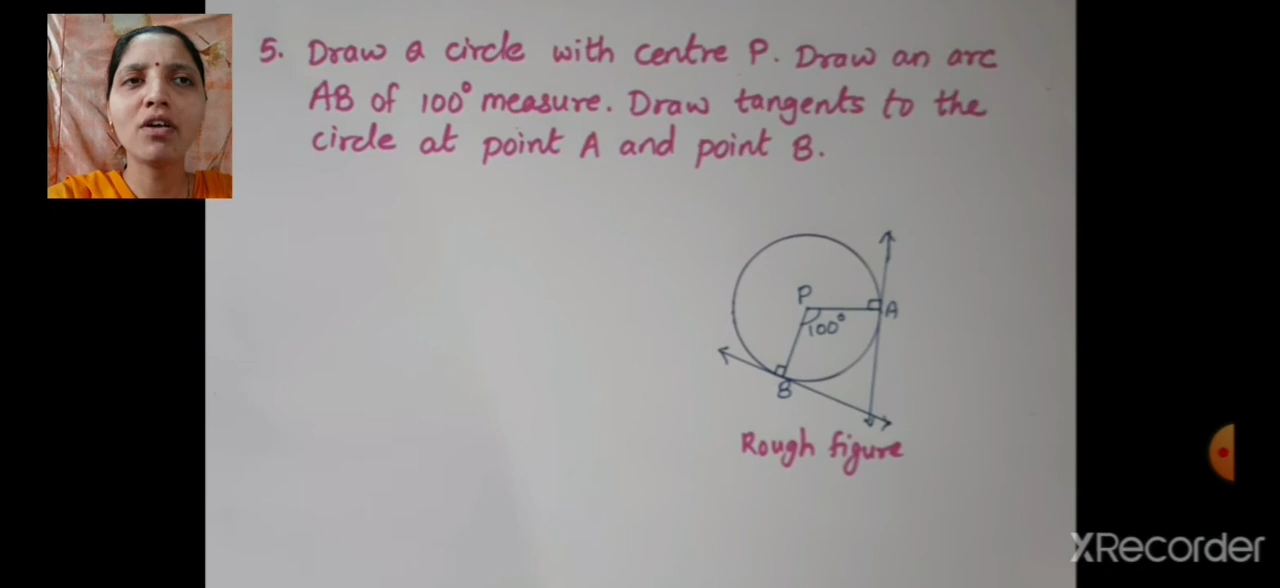 5. Draw a circle with centre P. Draw an arc
AB of 100° measure. Draw tangents to the
circle at point A and point B.
P
A
100°
B
Rough figure
XRecorder